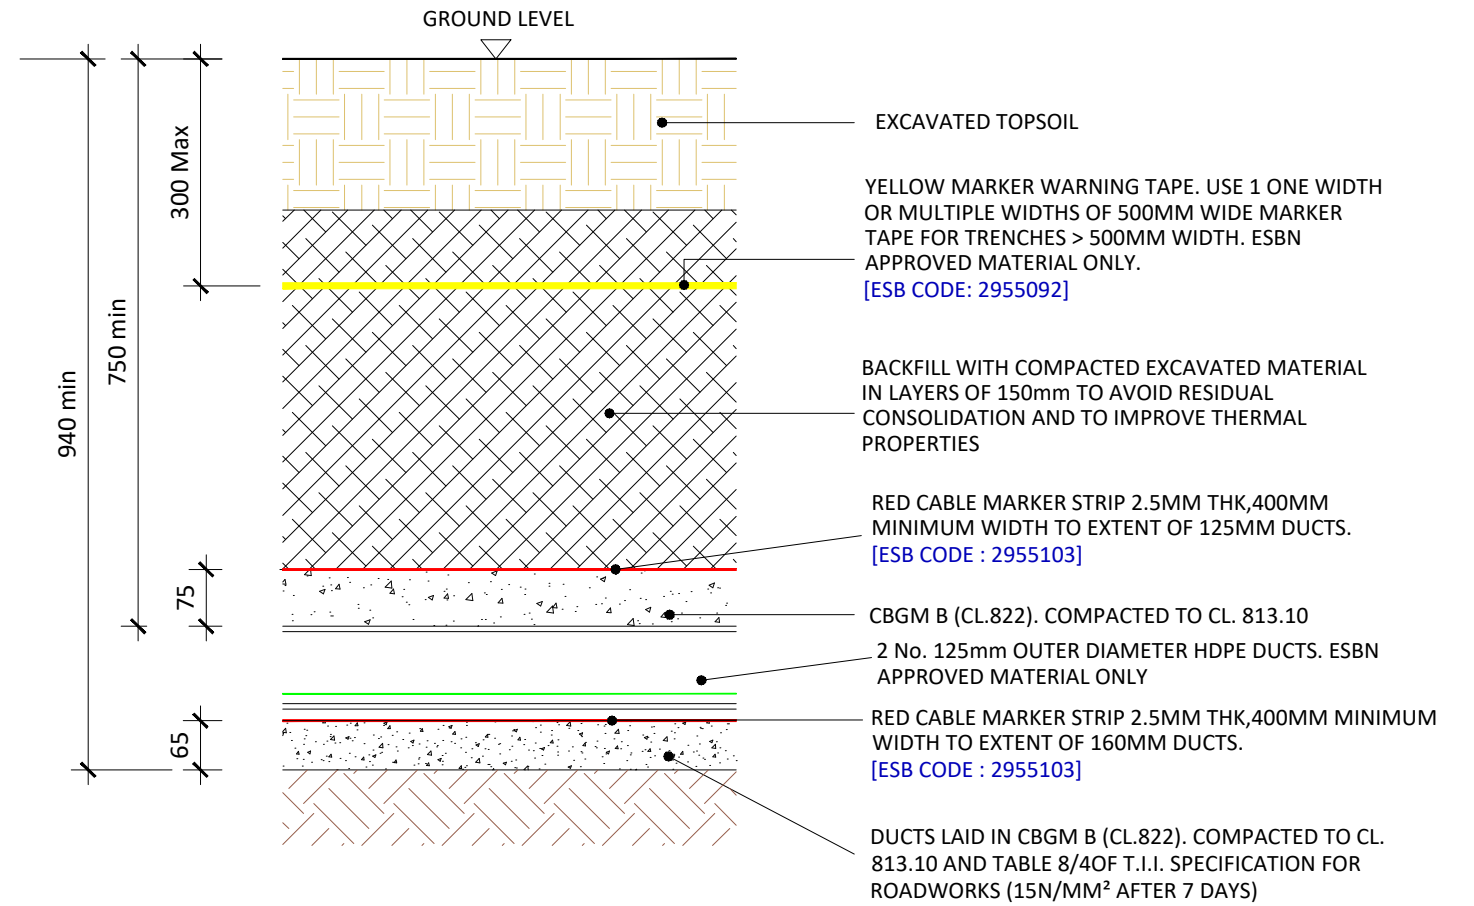 GROUND LEVEL
300 Max
750 min
940 min
75
65
EXCAVATED TOPSOIL
YELLOW MARKER WARNING TAPE. USE 1 ONE WIDTH
OR MULTIPLE WIDTHS OF 500MM WIDE MARKER
TAPE FOR TRENCHES > 500MM WIDTH. ESBN
APPROVED MATERIAL ONLY.
[ESB CODE: 2955092]
BACKFILL WITH COMPACTED EXCAVATED MATERIAL
IN LAYERS OF 150mm TO AVOID RESIDUAL
CONSOLIDATION AND TO IMPROVE THERMAL
PROPERTIES
RED CABLE MARKER STRIP 2.5MM THK,400MM
MINIMUM WIDTH TO EXTENT OF 125MM DUCTS.
[ESB CODE : 2955103]
CBGM B (CL.822). COMPACTED TO CL. 813.10
2 No. 125mm OUTER DIAMETER HDPE DUCTS. ESBN
APPROVED MATERIAL ONLY
RED CABLE MARKER STRIP 2.5MM THK,400MM MINIMUM
WIDTH TO EXTENT OF 160MM DUCTS.
[ESB CODE : 2955103]
DUCTS LAID IN CBGM B (CL.822). COMPACTED TO CL.
813.10 AND TABLE 8/4OF T.I.I. SPECIFICATION FOR
ROADWORKS (15N/MM² AFTER 7 DAYS)